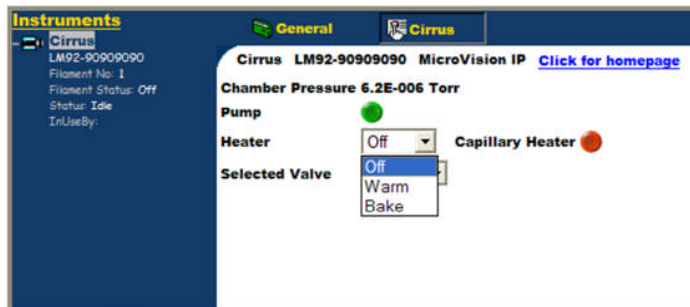 Instruments
Cirrus
LM92-90909090
Filament No: 1
Filament Status: Off
Status: Idle
InUseBy:
General
Cirrus
Cirrus LM92-90909090 MicroVision IP Click for homepage
Chamber Pressure 6.2E-006 Torr
Pump
Heater Off Capillary Heater
Selected Valve
Off
Warm
Bake